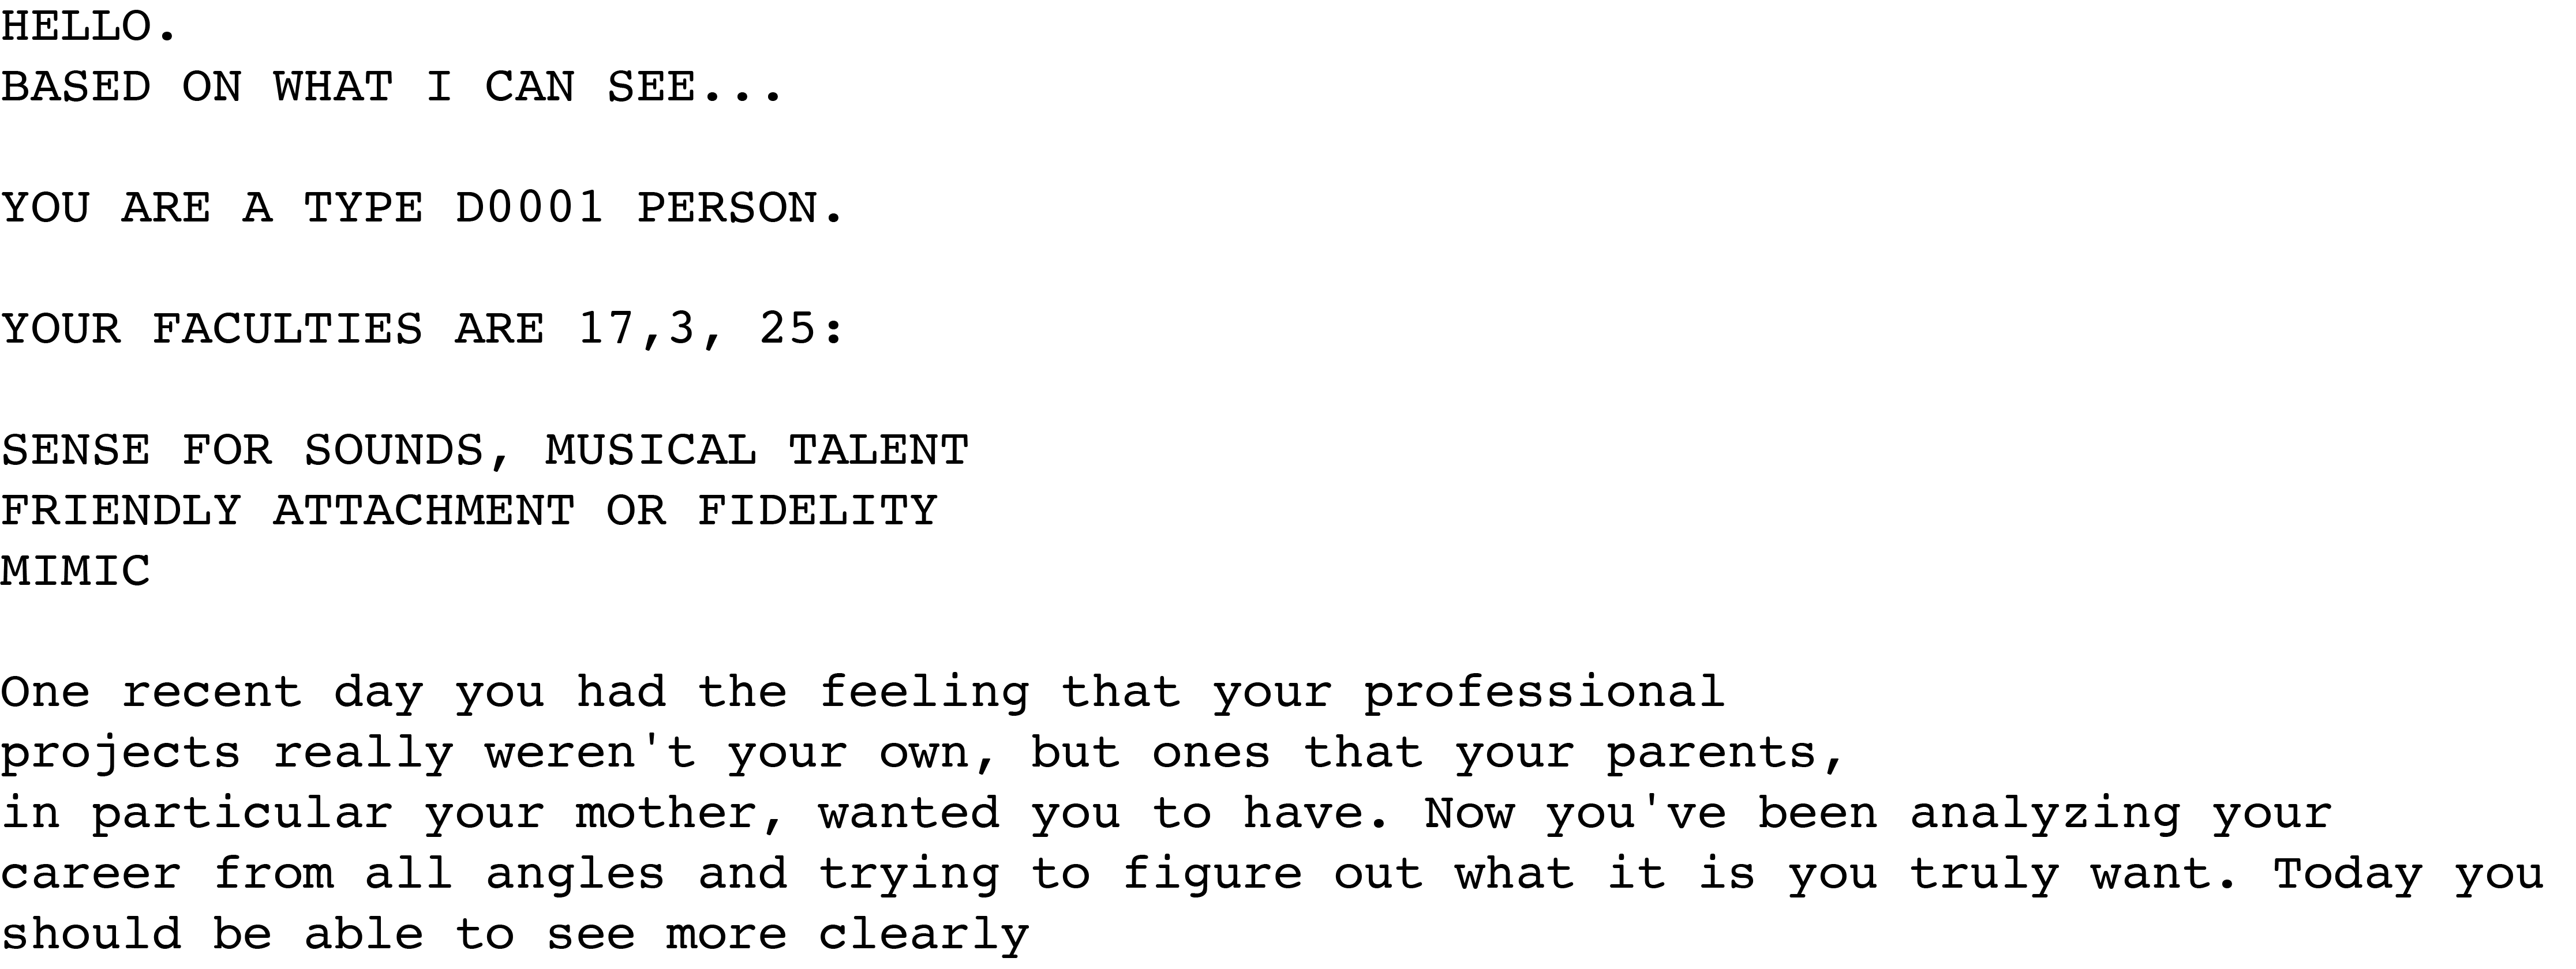 HELLO.
BASED ON WHAT I CAN SEE...
YOU ARE A TYPE D0001 PERSON.
YOUR FACULTIES ARE 17,3, 25:
SENSE FOR SOUNDS, MUSICAL TALENT
FRIENDLY ATTACHMENT OR FIDELITY
MIMIC
One recent day you had the feeling that your professional
projects really weren't your own, but ones that your parents,
in particular your mother, wanted you to have. Now you've been analyzing your
career from all angles and trying to figure out what it is you truly want. Today you
should be able to see more clearly